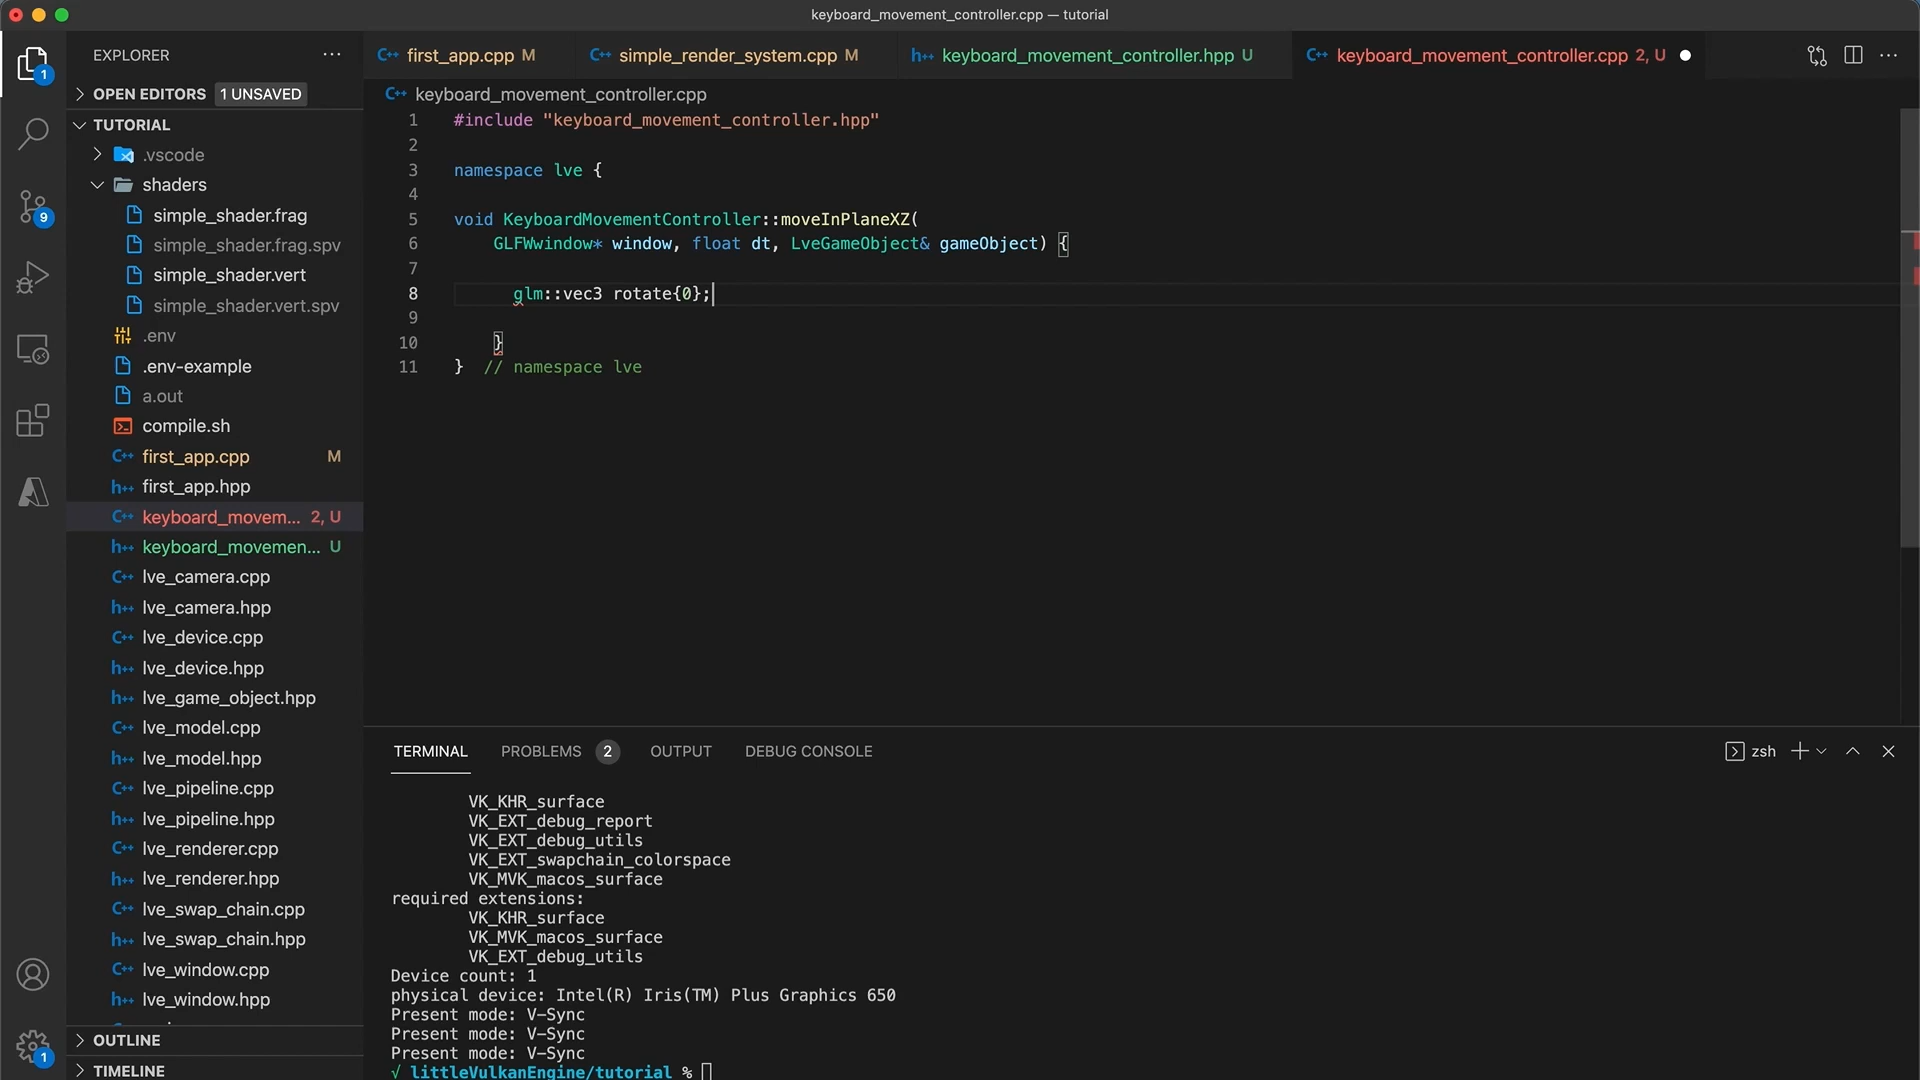 keyboard_movement_controller.cpp — tutorial
EXPLORER
first_app.cpp M
simple_render_system.cpp M
keyboard_movement_controller.hpp U
keyboard_movement_controller.cpp 2, U
OPEN EDITORS 1 UNSAVED
TUTORIAL
.vscode
shaders
simple_shader.frag
simple_shader.frag.spv
simple_shader.vert
simple_shader.vert.spv
.env
.env-example
a.out
compile.sh
first_app.cpp M
first_app.hpp
keyboard_movem... 2, U
keyboard_movemen... U
lve_camera.cpp
lve_camera.hpp
lve_device.cpp
lve_device.hpp
lve_game_object.hpp
lve_model.cpp
lve_model.hpp
lve_pipeline.cpp
lve_pipeline.hpp
lve_renderer.cpp
lve_renderer.hpp
lve_swap_chain.cpp
lve_swap_chain.hpp
lve_window.cpp
lve_window.hpp
OUTLINE
TIMELINE
1
9
1
keyboard_movement_controller.cpp
1 #include "keyboard_movement_controller.hpp"
2
3 namespace lve {
4
5 void KeyboardMovementController::moveInPlaneXZ(
6 GLFWwindow* window, float dt, LveGameObject& gameObject) {
7
8 glm::vec3 rotate{0};
9
10 }
11 } // namespace lve
TERMINAL PROBLEMS 2 OUTPUT DEBUG CONSOLE
zsh
VK_KHR_surface
VK_EXT_debug_report
VK_EXT_debug_utils
VK_EXT_swapchain_colorspace
VK_MVK_macos_surface
required extensions:
VK_KHR_surface
VK_MVK_macos_surface
VK_EXT_debug_utils
Device count: 1
physical device: Intel(R) Iris(TM) Plus Graphics 650
Present mode: V-Sync
Present mode: V-Sync
Present mode: V-Sync
√ littleVulkanEngine/tutorial %